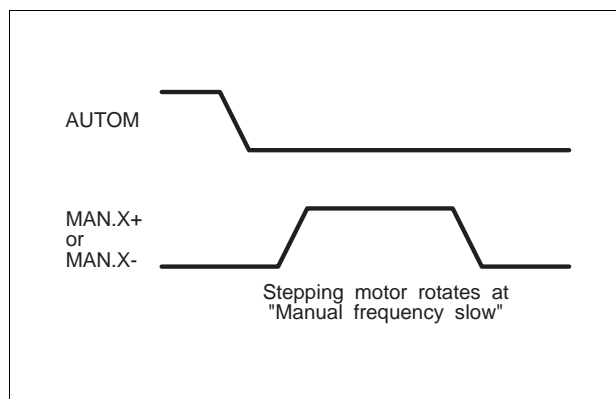 AUTOM
MAN.X+
or
MAN.X-
Stepping motor rotates at
"Manual frequency slow"